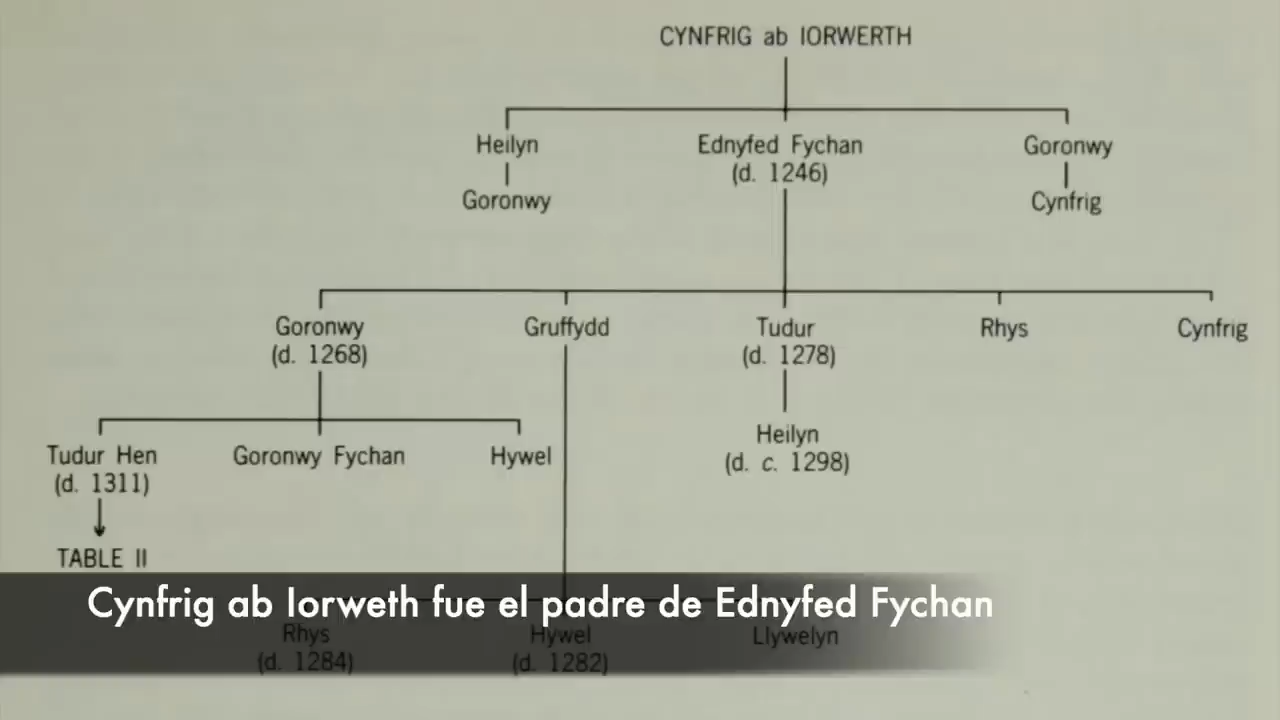 CYNFRIG ab IORWERTH
Heilyn Ednyfed Fychan Goronwy
(d. 1246)
Goronwy Cynfrig
Goronwy Gruffydd Tudur Rhys Cynfrig
(d. 1268) (d. 1278)
Heilyn
(d. c. 1298)
Tudur Hen Goronwy Fychan Hywel
(d. 1311)
TABLE II
Cynfrig ab Iorweth fue el padre de Ednyfed Fychan
Rhys Hywel Llywelyn
(d. 1284) (d. 1282)